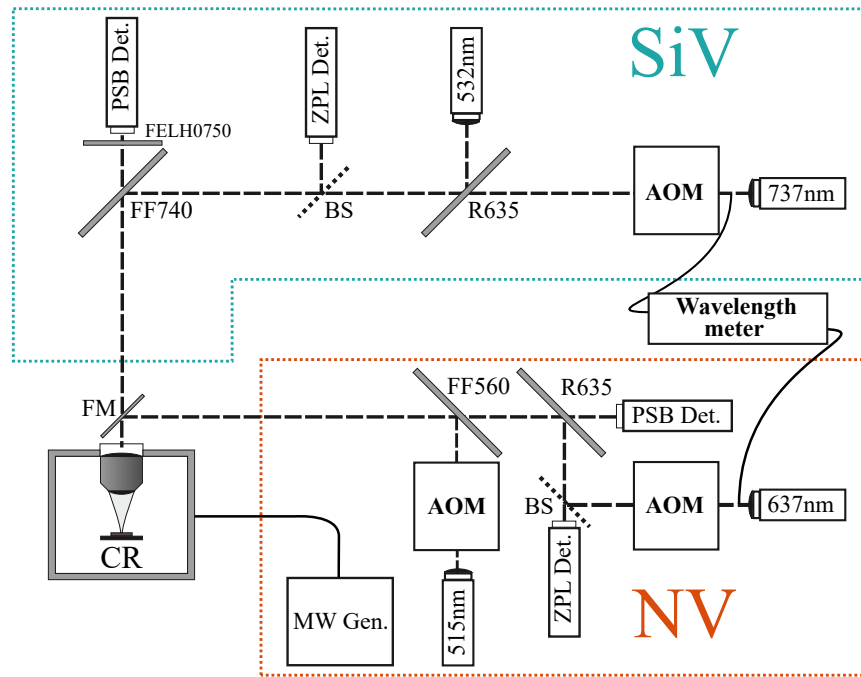 SiV
PSB Det.
ZPL Det.
532nm
FELH0750
FF740
BS
R635
AOM
737nm
Wavelength
meter
FM
FF560
R635
PSB Det.
AOM
BS
AOM
637nm
CR
ZPL Det.
MW Gen.
515nm
NV